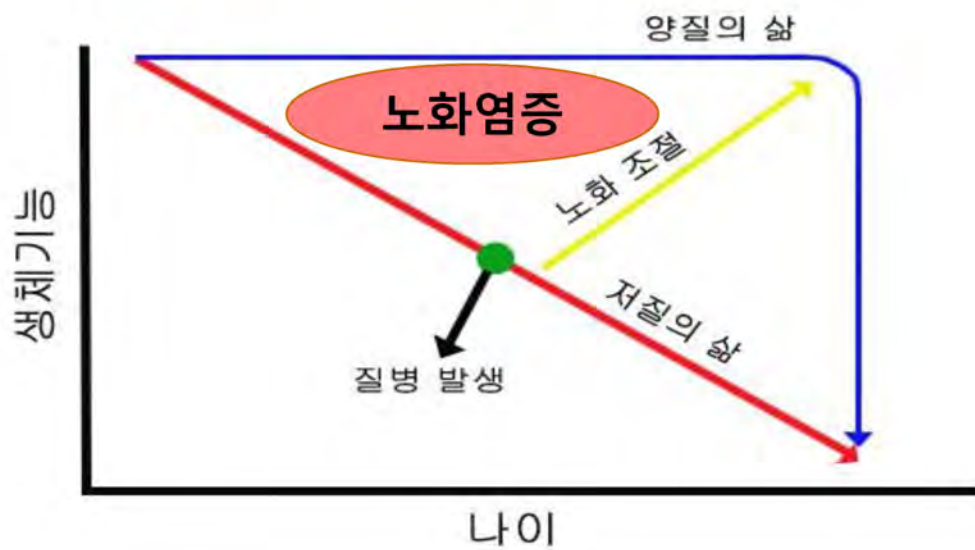 양질의 삶
노화염증
노화 조절
생체기능
저질의 삶
질병 발생
나이